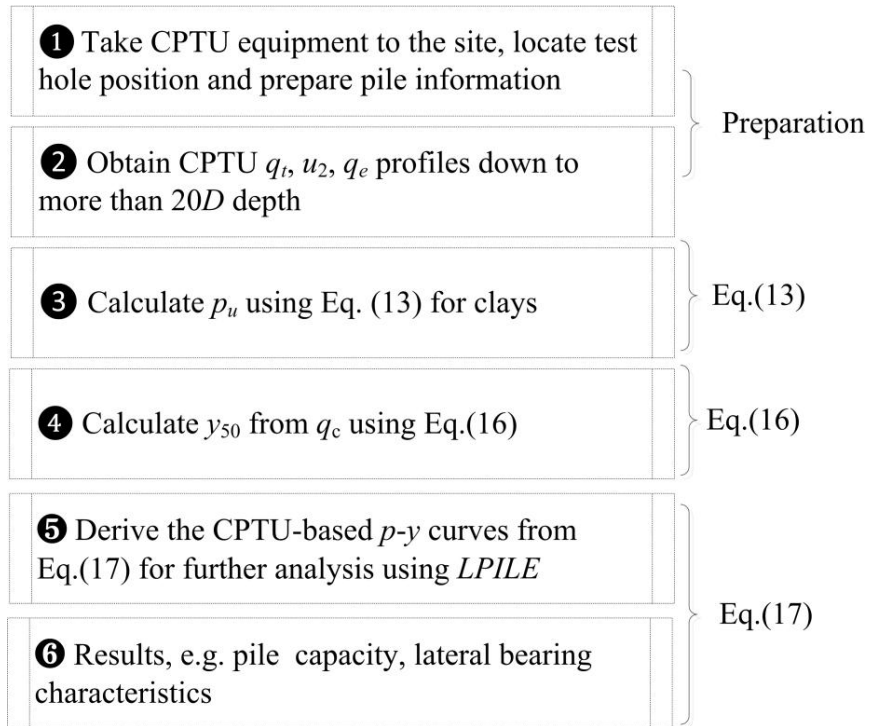 ❶ Take CPTU equipment to the site, locate test
hole position and prepare pile information
Preparation
❷ Obtain CPTU qt, u2, qe profiles down to
more than 20D depth
❸ Calculate pu using Eq. (13) for clays
Eq.(13)
❹ Calculate y50 from qc using Eq.(16)
Eq.(16)
❺ Derive the CPTU-based p-y curves from
Eq.(17) for further analysis using LPILE
Eq.(17)
❻ Results, e.g. pile capacity, lateral bearing
characteristics